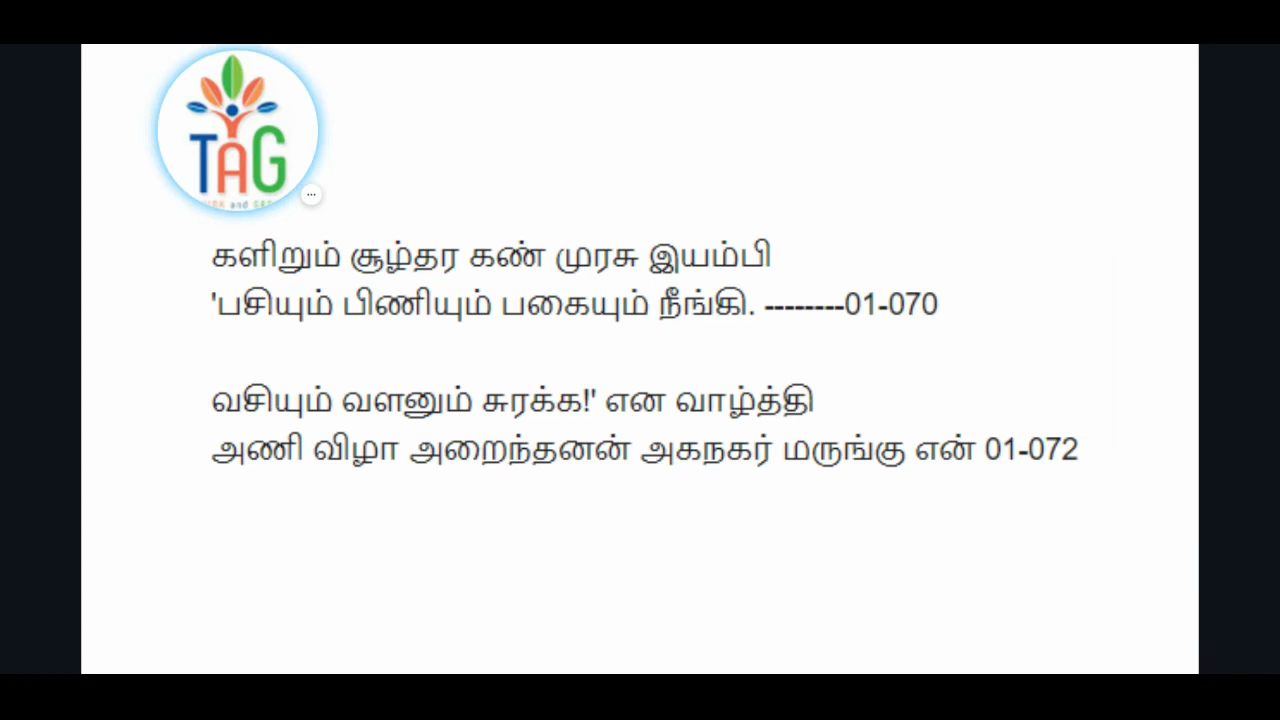 TAG
and
களிறும் சூழ்தர கண் முரசு இயம்பி
'பசியும் பிணியும் பகையும் நீங்கி. --------01-070
வசியும் வளனும் சுரக்க!' என வாழ்த்தி
அணி விழா அறைந்தனன் அகநகர் மருங்கு என் 01-072